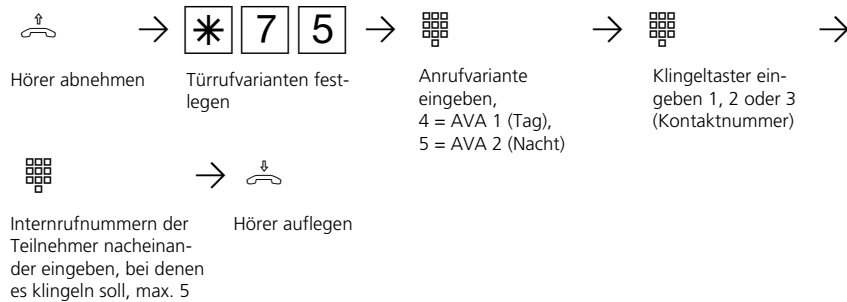 * 7 5
Hörer abnehmen
Türrufvarianten fest-
legen
Anrufvariante
eingeben,
4 = AVA 1 (Tag),
5 = AVA 2 (Nacht)
Klingeltaster ein-
geben 1, 2 oder 3
(Kontaktnummer)
Internrufnummern der
Teilnehmer nacheinan-
der eingeben, bei denen
es klingeln soll, max. 5
Hörer auflegen